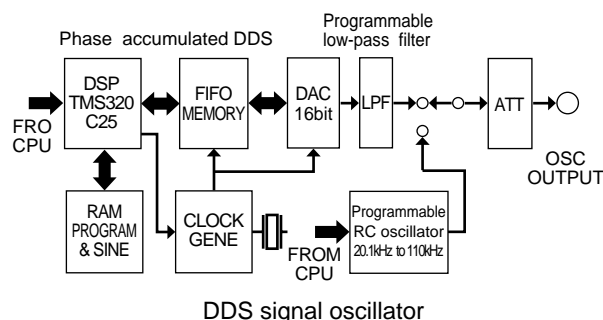 Phase accumulated DDS
Programmable
low-pass filter
DSP
TMS320
C25
FIFO
MEMORY
DAC
16bit
LPF
ATT
FRO
CPU
OSC
OUTPUT
RAM
PROGRAM
& SINE
CLOCK
GENE
FROM
CPU
Programmable
RC oscillator
20.1kHz to 110kHz
DDS signal oscillator